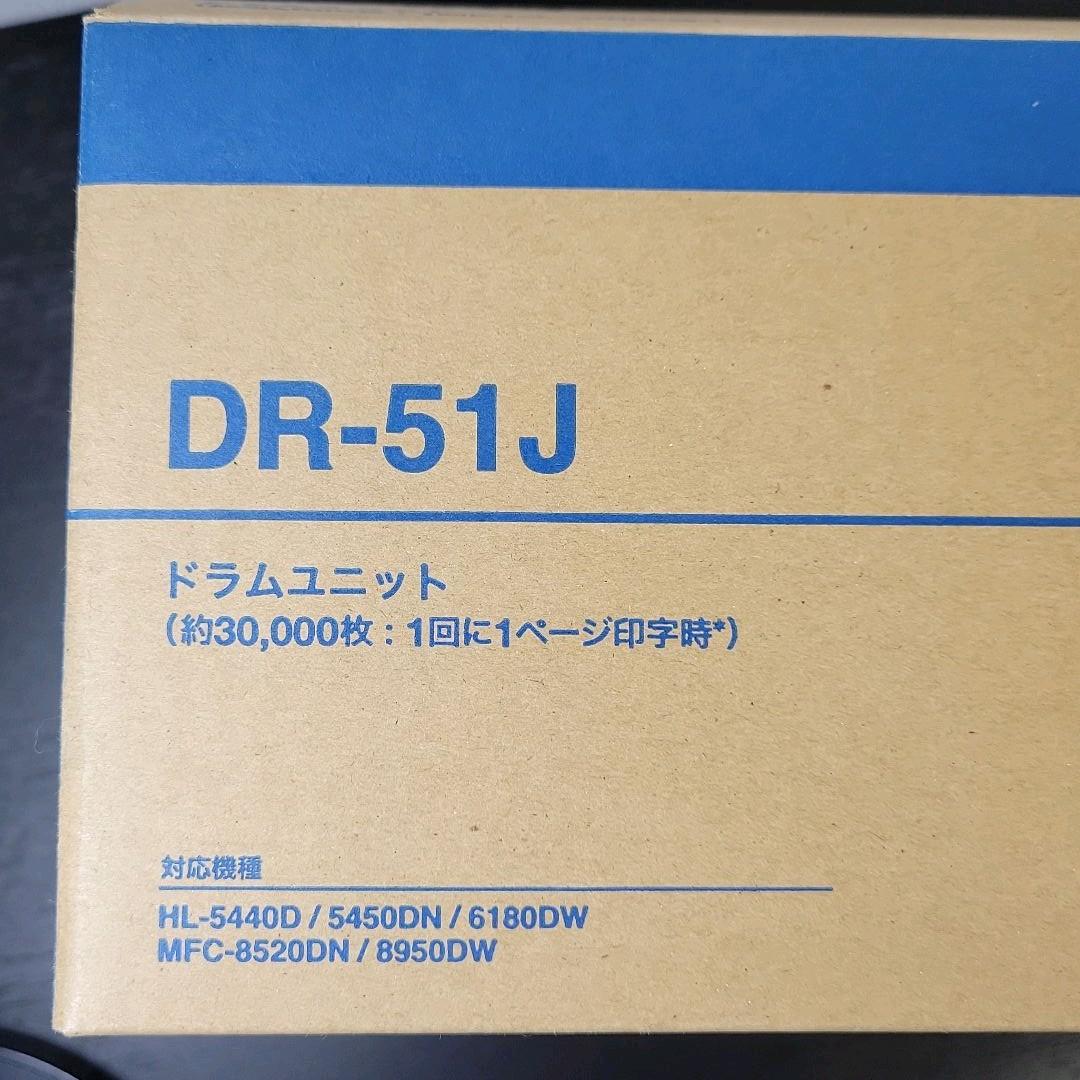 DR-51J
ドラムユニット
（約30,000枚：1回に1ページ印字時*）
対応機種
HL-5440D / 5450DN / 6180DW
MFC-8520DN / 8950DW